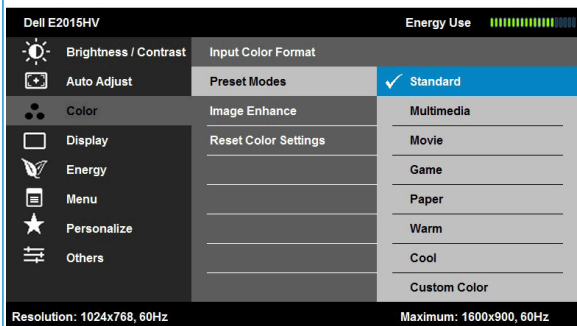 Dell E2015HV Energy Use
Brightness / Contrast Input Color Format
Auto Adjust Preset Modes Standard
Color Image Enhance Multimedia
Display Reset Color Settings Movie
Energy Game
Menu Paper
Personalize Warm
Others Cool
Custom Color
Resolution: 1024x768, 60Hz Maximum: 1600x900, 60Hz